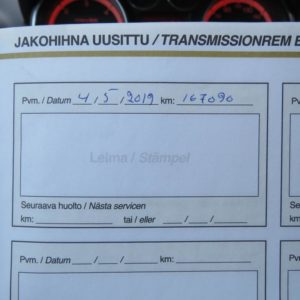 JAKOHIHNA UUSITTU / TRANSMISSIONREM
Pvm. / Datum 4 / 5 / 2019 km: 167090
Leima / Stämpel
Seuraava huolto / Nästa servicen
km: tai / eller / /
Pvm. / Datum / / km: